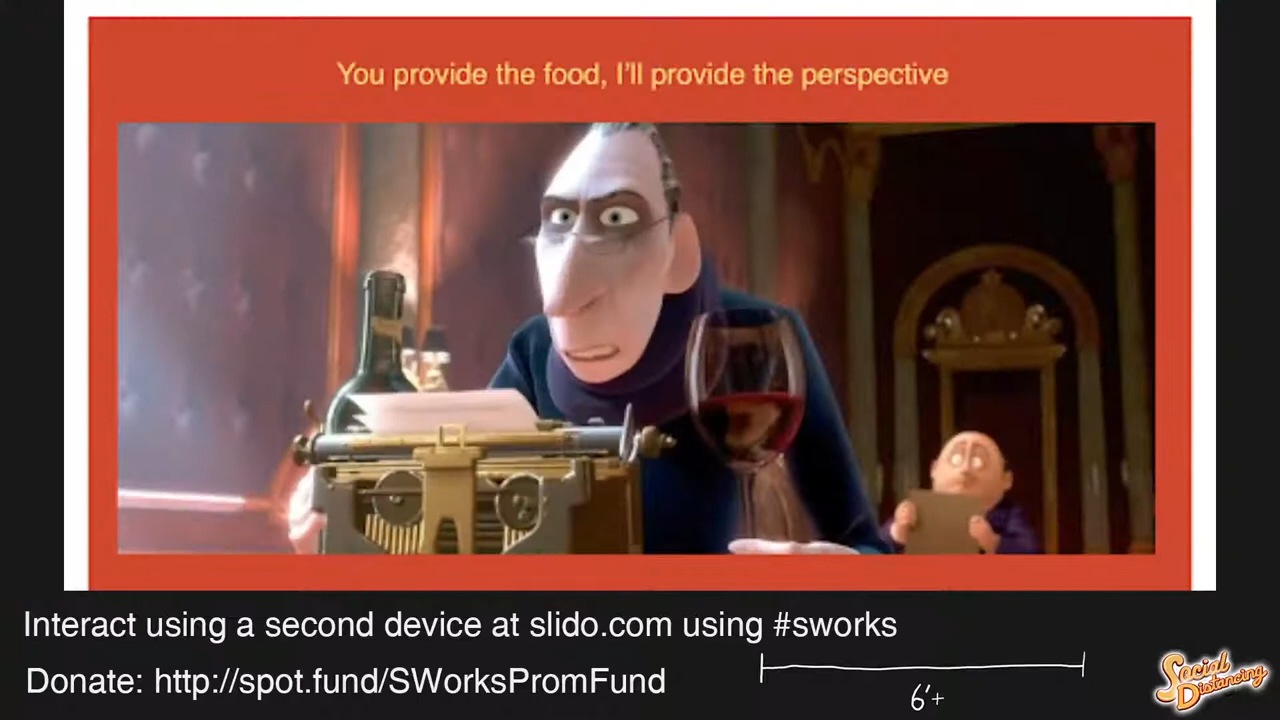 You provide the food, I'll provide the perspective
Interact using a second device at slido.com using #sworks
Donate: http://spot.fund/SWorksPromFund
6'+
Social
Distancing